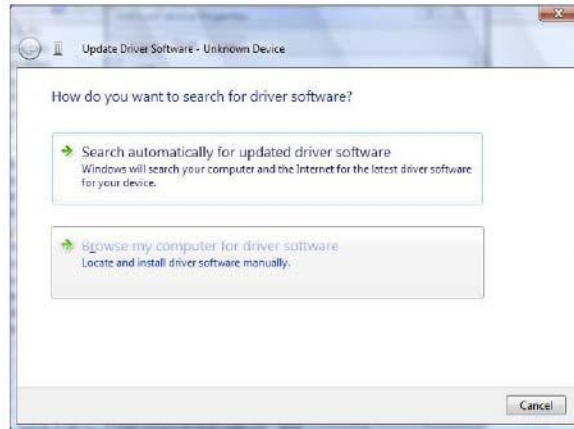 Update Driver Software - Unknown Device
How do you want to search for driver software?
Search automatically for updated driver software
Windows will search your computer and the Internet for the latest driver software
for your device.
Browse my computer for driver software
Locate and install driver software manually.
Cancel